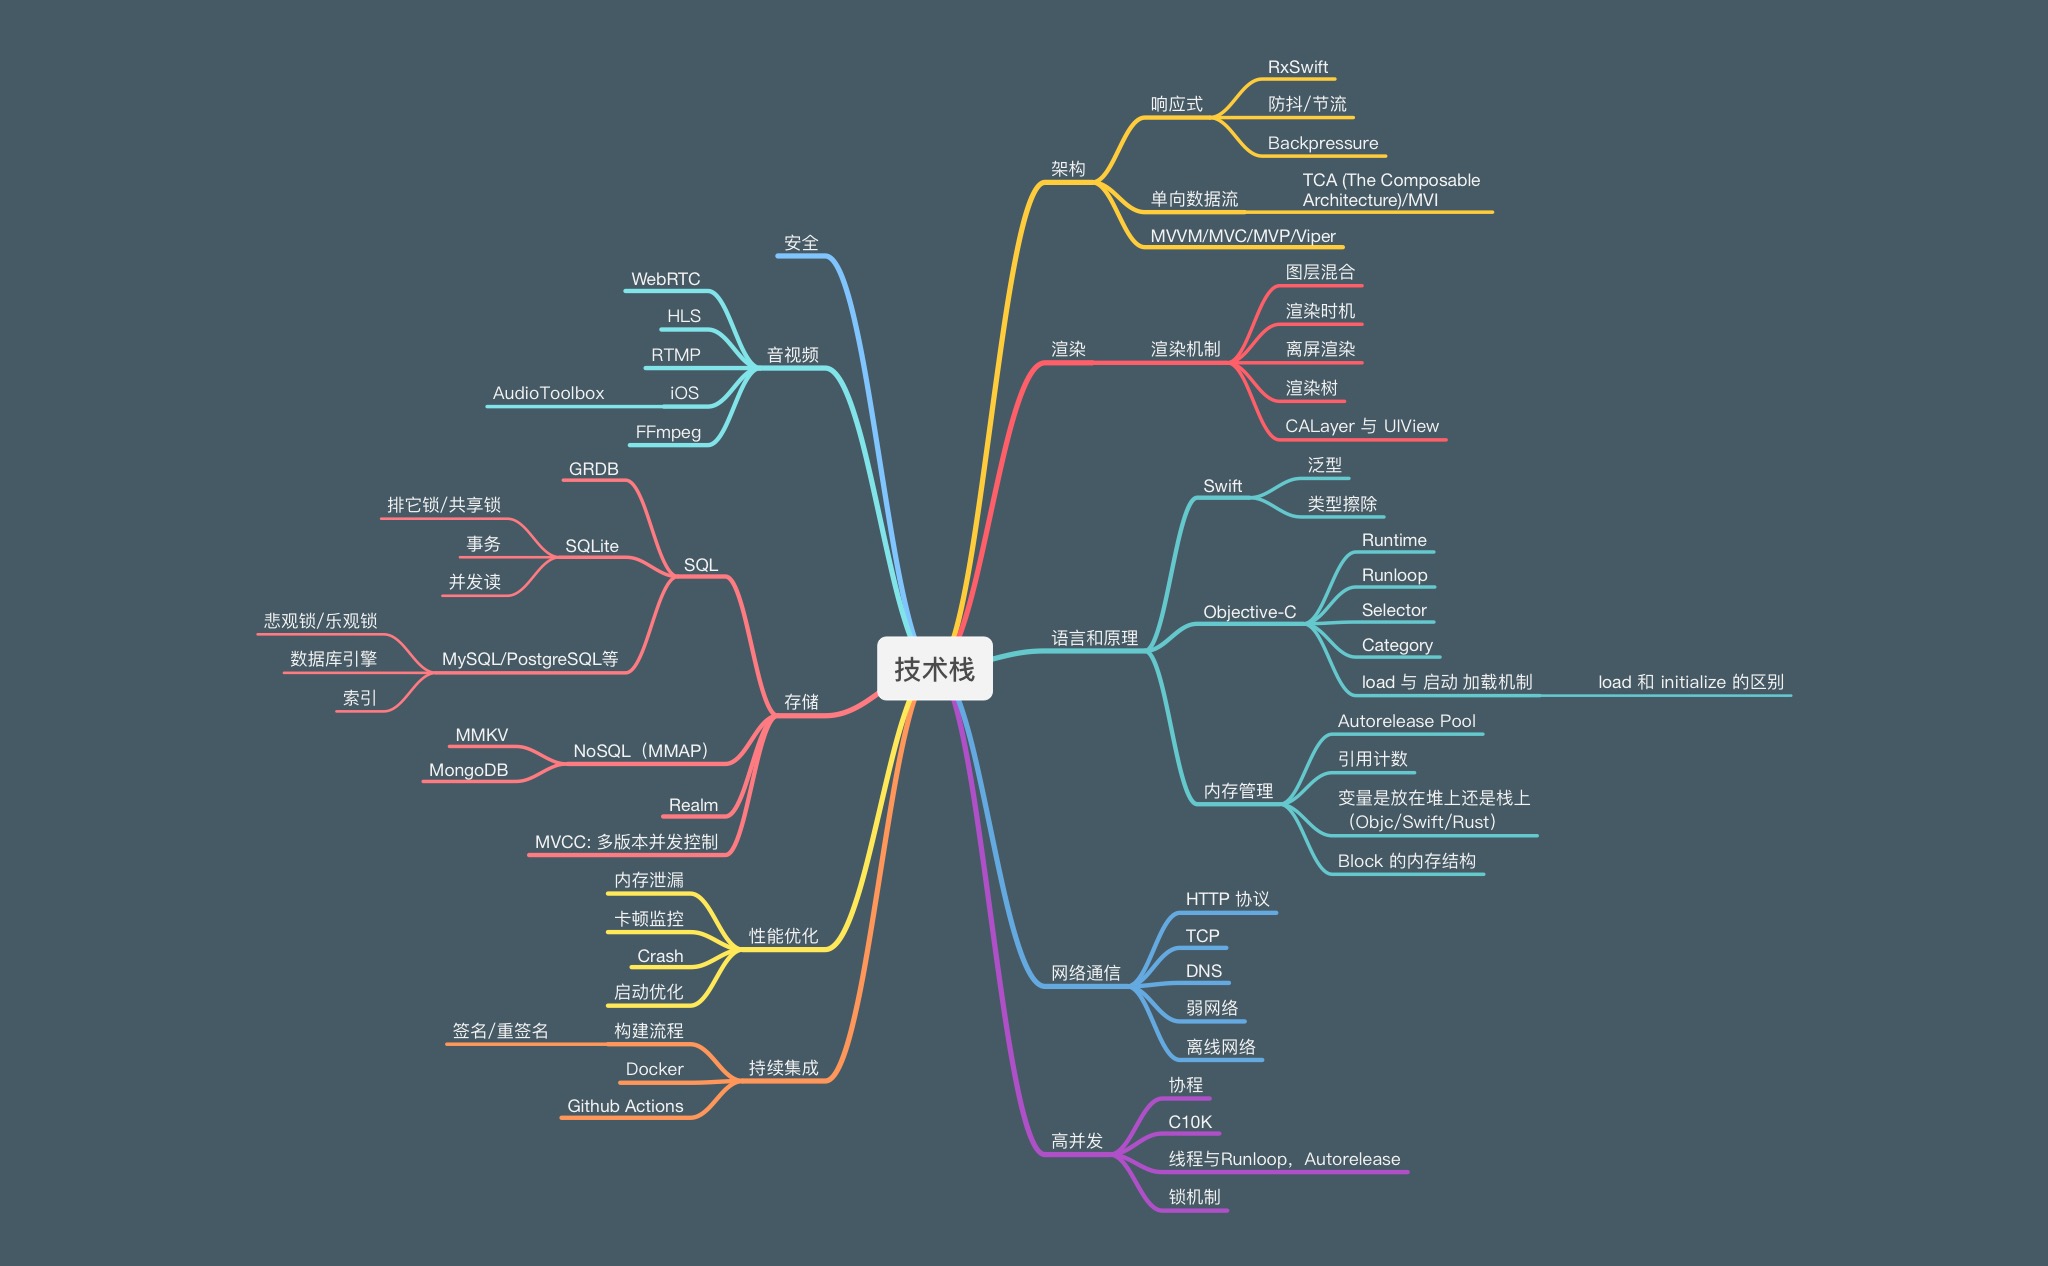 技术栈
架构
响应式
RxSwift
防抖/节流
Backpressure
单向数据流
TCA (The Composable
Architecture)/MVI
MVVM/MVC/MVP/Viper
渲染
渲染机制
图层混合
渲染时机
离屏渲染
渲染树
CALayer 与 UIView
语言和原理
Swift
泛型
类型擦除
Objective-C
Runtime
Runloop
Selector
Category
load 与 启动 加载机制
load 和 initialize 的区别
内存管理
Autorelease Pool
引用计数
变量是放在堆上还是栈上
（Objc/Swift/Rust）
Block 的内存结构
网络通信
HTTP 协议
TCP
DNS
弱网络
离线网络
高并发
协程
C10K
线程与Runloop，Autorelease
锁机制
安全
音视频
WebRTC
HLS
RTMP
iOS
AudioToolbox
FFmpeg
存储
SQL
GRDB
SQLite
排它锁/共享锁
事务
并发读
MySQL/PostgreSQL等
悲观锁/乐观锁
数据库引擎
索引
NoSQL（MMAP）
MMKV
MongoDB
Realm
MVCC: 多版本并发控制
性能优化
内存泄漏
卡顿监控
Crash
启动优化
持续集成
构建流程
签名/重签名
Docker
Github Actions